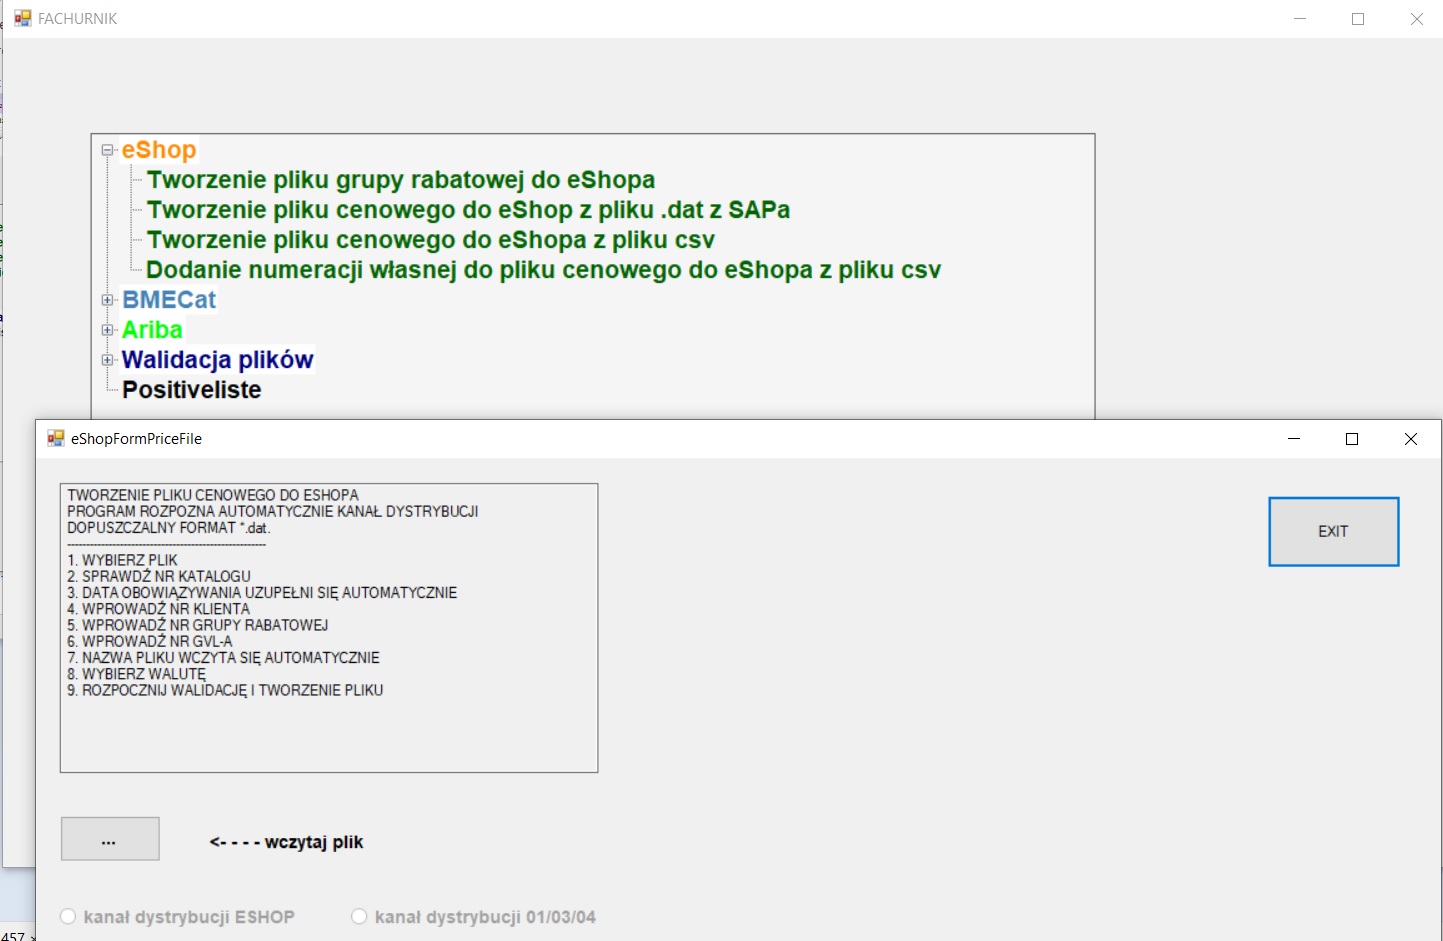 FACHURNIK
eShop
Tworzenie pliku grupy rabatowej do eShopa
Tworzenie pliku cenowego do eShop z pliku .dat z SAPa
Tworzenie pliku cenowego do eShopa z pliku csv
Dodanie numeracji własnej do pliku cenowego do eShopa z pliku csv
BMECat
Ariba
Walidacja plików
Positiveliste
eShopFormPriceFile
TWORZENIE PLIKU CENOWEGO DO ESHOPA
PROGRAM ROZPOZNA AUTOMATYCZNIE KANAŁ DYSTRYBUCJI
DOPUSZCZALNY FORMAT *.dat.
------------------------------------------------------
1. WYBIERZ PLIK
2. SPRAWDŹ NR KATALOGU
3. DATA OBOWIĄZYWANIA UZUPEŁNI SIĘ AUTOMATYCZNIE
4. WPROWADŹ NR KLIENTA
5. WPROWADŹ NR GRUPY RABATOWEJ
6. WPROWADŹ NR GVL-A
7. NAZWA PLIKU WCZYTA SIĘ AUTOMATYCZNIE
8. WYBIERZ WALUTĘ
9. ROZPOCZNIJ WALIDACJĘ I TWORZENIE PLIKU
EXIT
... <- - - - wczytaj plik
kanał dystrybucji ESHOP kanał dystrybucji 01/03/04
457